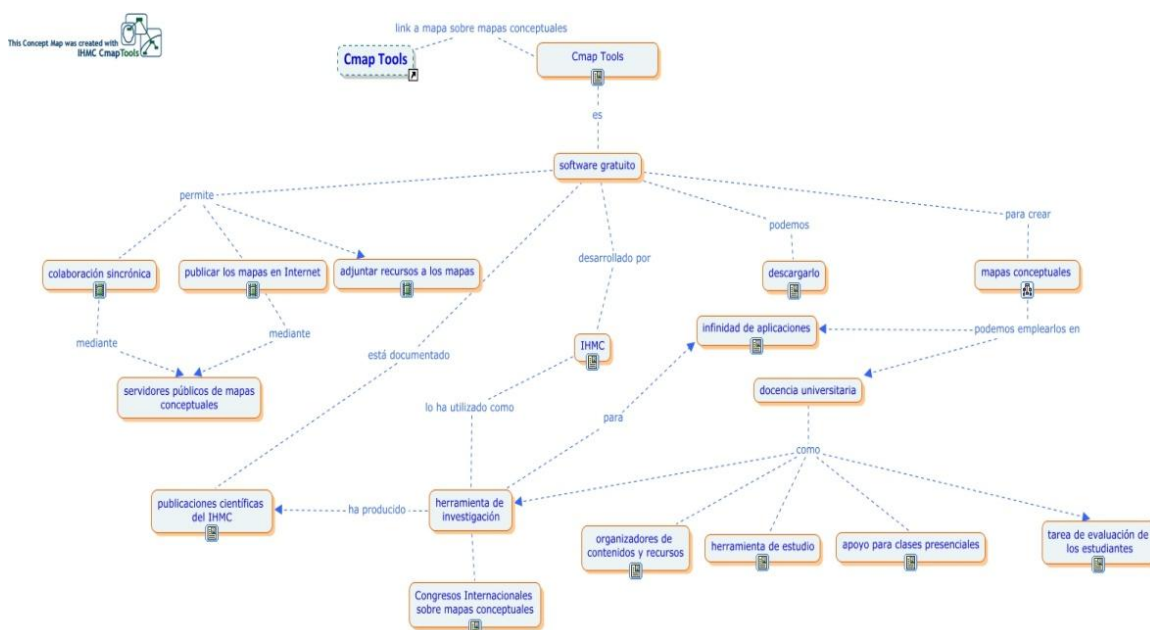 This Concept Map was created with
IHMC CmapTools
link a mapa sobre mapas conceptuales
Cmap Tools
Cmap Tools
es
software gratuito
permite
podemos
para crear
desarrollado por
colaboración sincrónica
publicar los mapas en Internet
adjuntar recursos a los mapas
descargarlo
mapas conceptuales
mediante
mediante
está documentado
IHMC
infinidad de aplicaciones
podemos emplearlos en
servidores públicos de mapas
conceptuales
docencia universitaria
lo ha utilizado como
para
como
publicaciones científicas
del IHMC
ha producido
herramienta de
investigación
organizadores de
contenidos y recursos
herramienta de estudio
apoyo para clases presenciales
tarea de evaluación de
los estudiantes
Congresos Internacionales
sobre mapas conceptuales